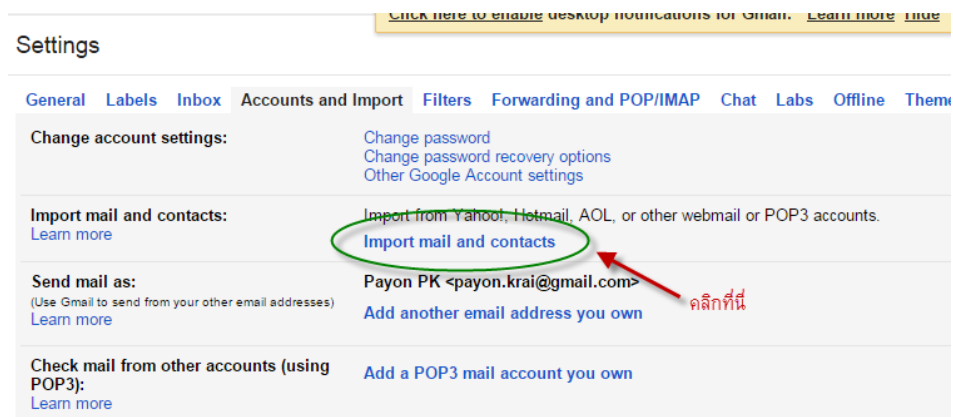 Click here to enable desktop notifications for Gmail. Learn more Hide
Settings
General Labels Inbox Accounts and Import Filters Forwarding and POP/IMAP Chat Labs Offline Theme
Change account settings:
Change password
Change password recovery options
Other Google Account settings
Import mail and contacts:
Learn more
Import from Yahoo!, Hotmail, AOL, or other webmail or POP3 accounts.
Import mail and contacts
Send mail as:
(Use Gmail to send from your other email addresses)
Learn more
Payon PK <payon.krai@gmail.com>
Add another email address you own
คลิกที่นี่
Check mail from other accounts (using
POP3):
Learn more
Add a POP3 mail account you own